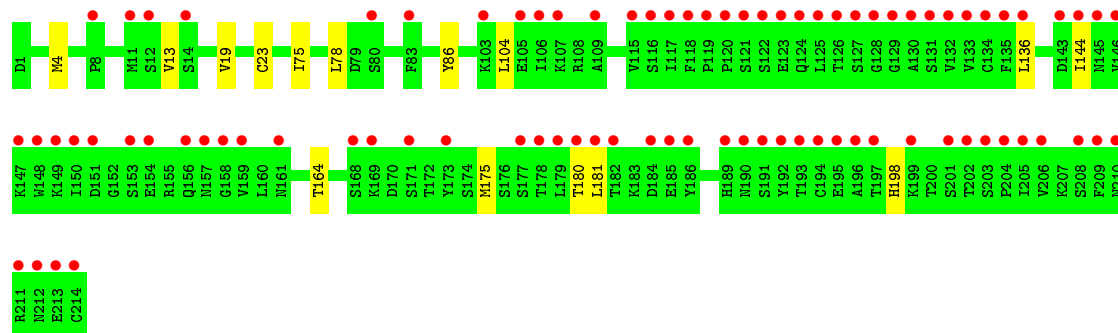 D1 M4 P8 M11 S12 V13 S14 V19 C23 I75 L78 D79 S80 F83 Y86 K103 L104 E105 I106 K107 R108 A109 V115 S116 I117 F118 P119 P120 S121 S122 E123 Q124 L125 T126 S127 G128 G129 A130 S131 V132 V133 C134 F135 L136 D143 I144 N145 V146
K147 W148 K149 I150 D151 G152 S153 E154 R155 Q156 N157 G158 V159 L160 N161 T164 S168 K169 D170 S171 T172 Y173 S174 M175 S176 S177 T178 L179 T180 L181 T182 K183 D184 E185 Y186 H189 N190 S191 Y192 T193 C194 E195 A196 T197 H198 K199 T200 S201 T202 S203 P204 I205 V206 K207 S208 F209 N210
R211 N212 E213 C214